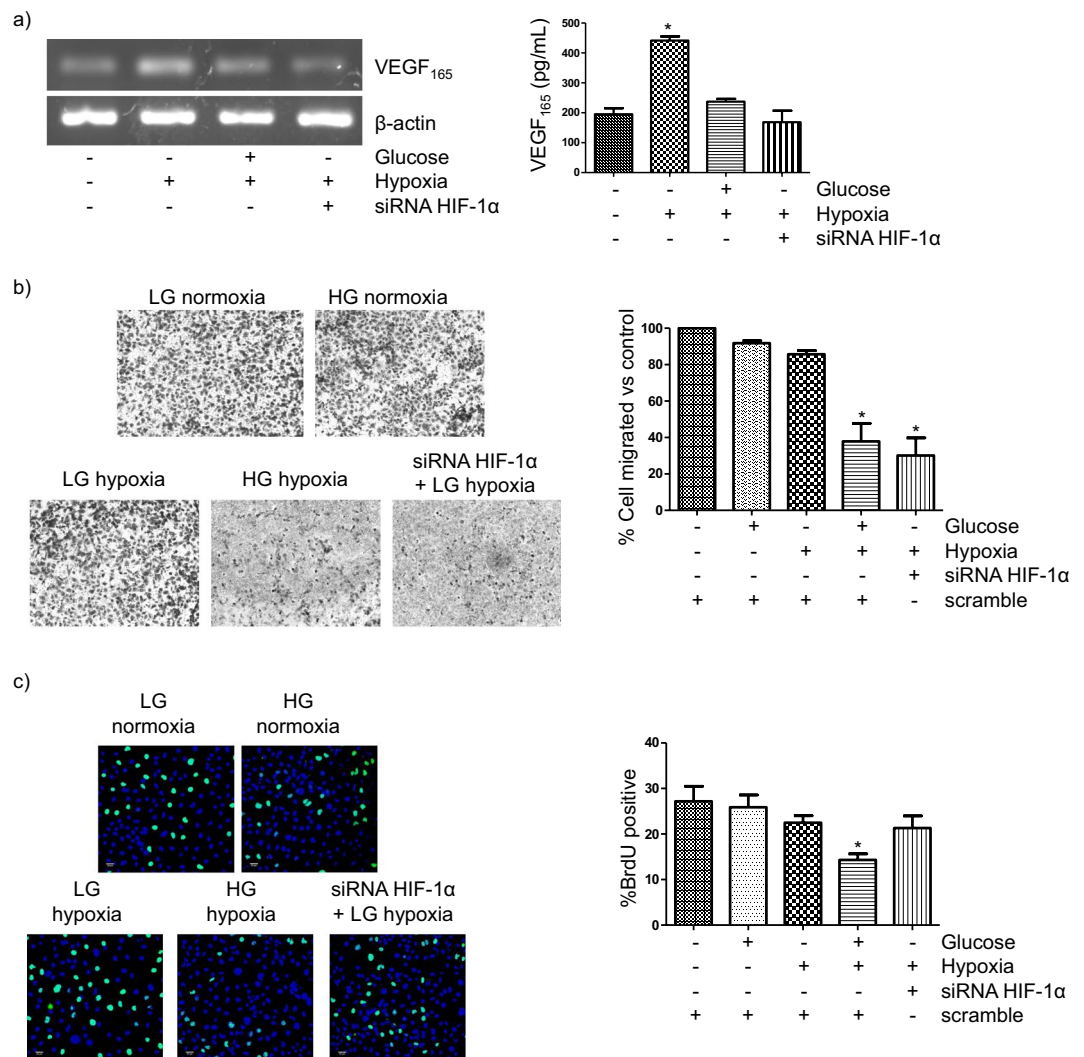 a)
VEGF₁₆₅
β-actin
- - + - Glucose
- + + + Hypoxia
- - - + siRNA HIF-1α
VEGF₁₆₅ (pg/mL)
500
400
300
200
100
0
*
- - + - Glucose
- + + + Hypoxia
- - - + siRNA HIF-1α
b)
LG normoxia
HG normoxia
LG hypoxia
HG hypoxia
siRNA HIF-1α
+ LG hypoxia
% Cell migrated vs control
100
80
60
40
20
0
* *
- + - + - Glucose
- - + + + Hypoxia
- - - - + siRNA HIF-1α
+ + + + - scramble
c)
LG
normoxia
HG
normoxia
LG
hypoxia
HG
hypoxia
siRNA HIF-1α
+ LG hypoxia
%BrdU positive
40
30
20
10
0
*
- + - + - Glucose
- - + + + Hypoxia
- - - - + siRNA HIF-1α
+ + + + - scramble